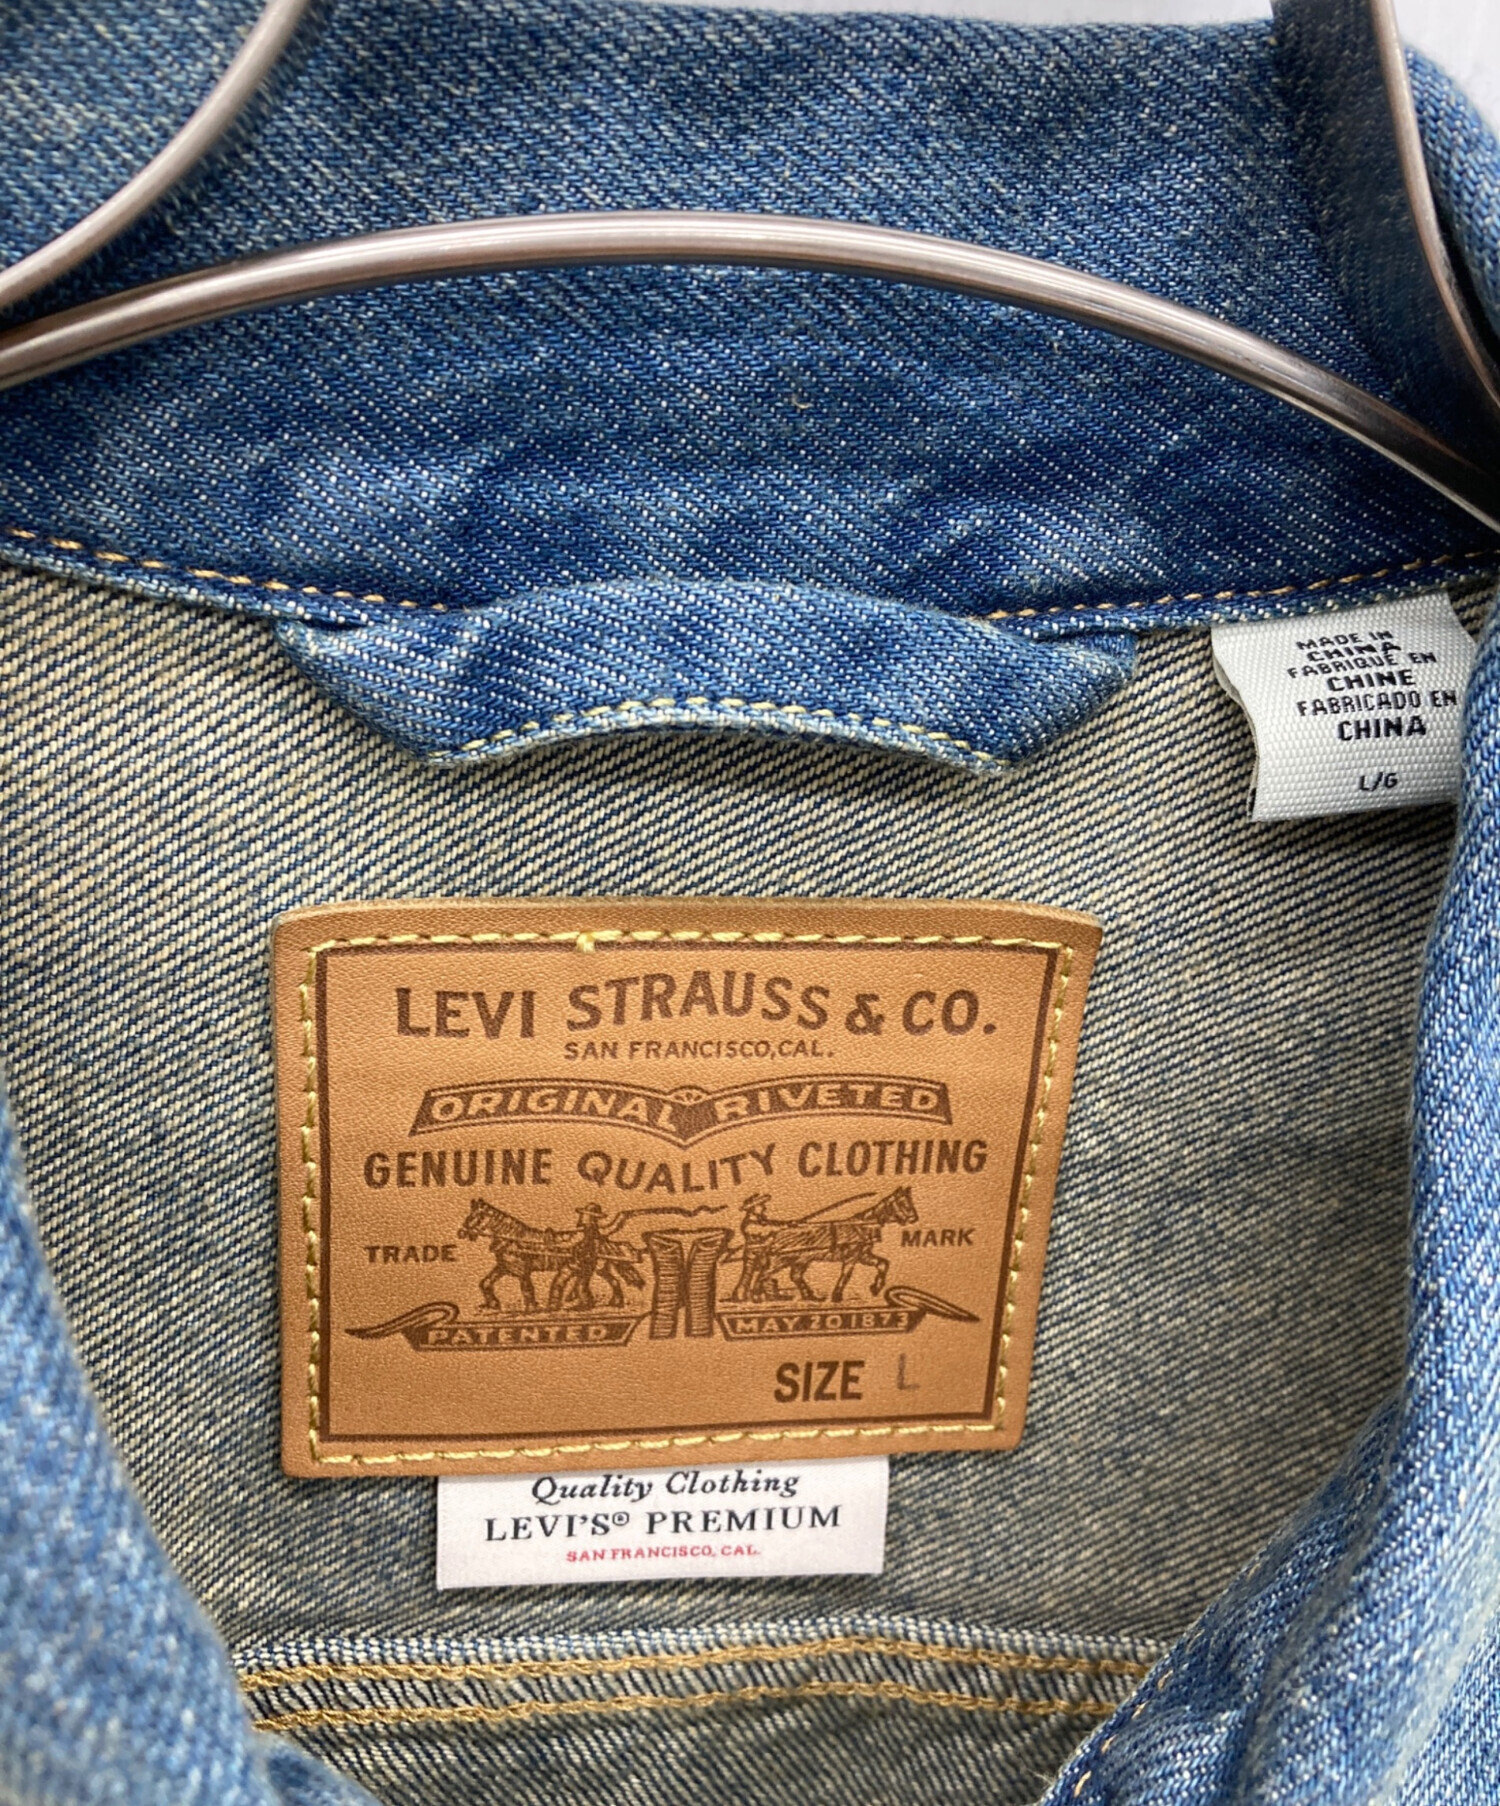 MADE IN
CHINA
FABRIQUE EN
CHINE
FABRICADO EN
CHINA
L/G
LEVI STRAUSS & CO.
SAN FRANCISCO, CAL.
ORIGINAL RIVETED
GENUINE QUALITY CLOTHING
TRADE MARK
PATENTED MAY 20 1873
SIZE L
Quality Clothing
LEVI'S® PREMIUM
SAN FRANCISCO, CAL.